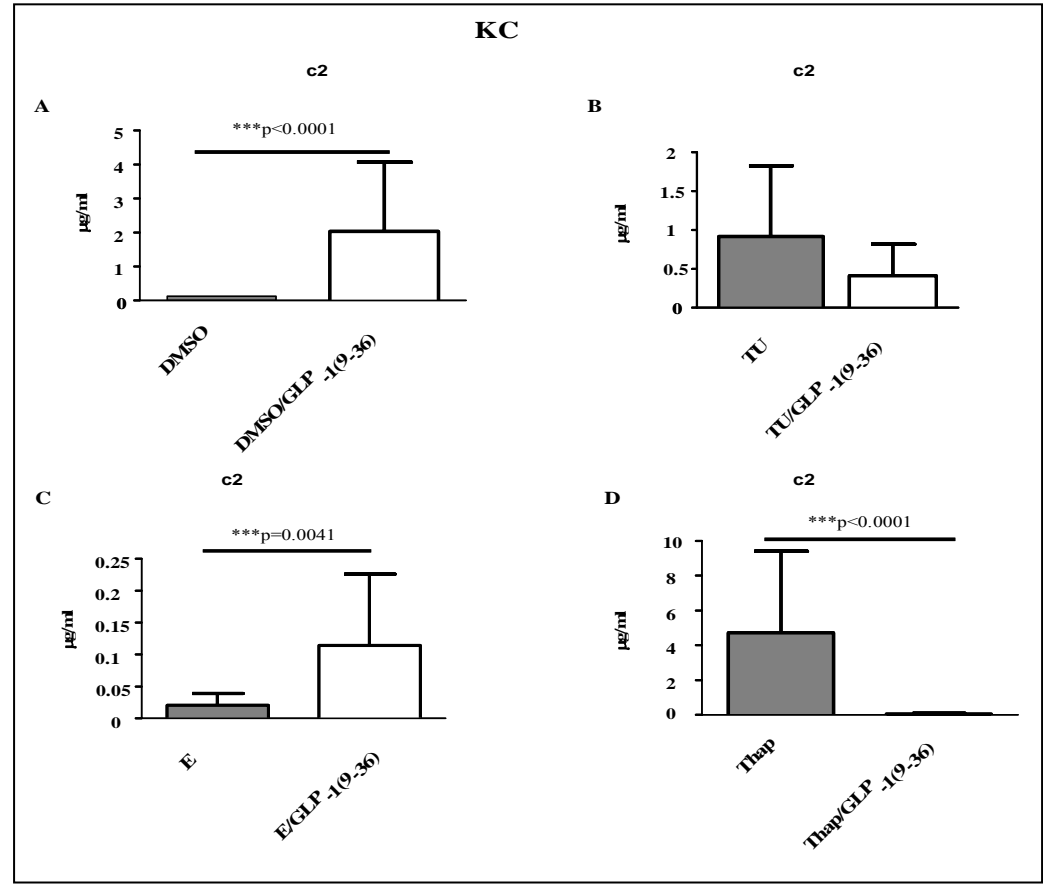 KC
c2
A
***p<0.0001
5
4
3
2
1
0
µg/ml
DMSO
DMSO/GLP -1(9-36)
c2
B
2
1.5
1
0.5
0
µg/ml
TU
TU/GLP -1(9-36)
c2
C
***p=0.0041
0.25
0.2
0.15
0.1
0.05
0
µg/ml
E
E/GLP -1(9-36)
c2
D
***p<0.0001
10
8
6
4
2
0
µg/ml
Thap
Thap/GLP -1(9-36)